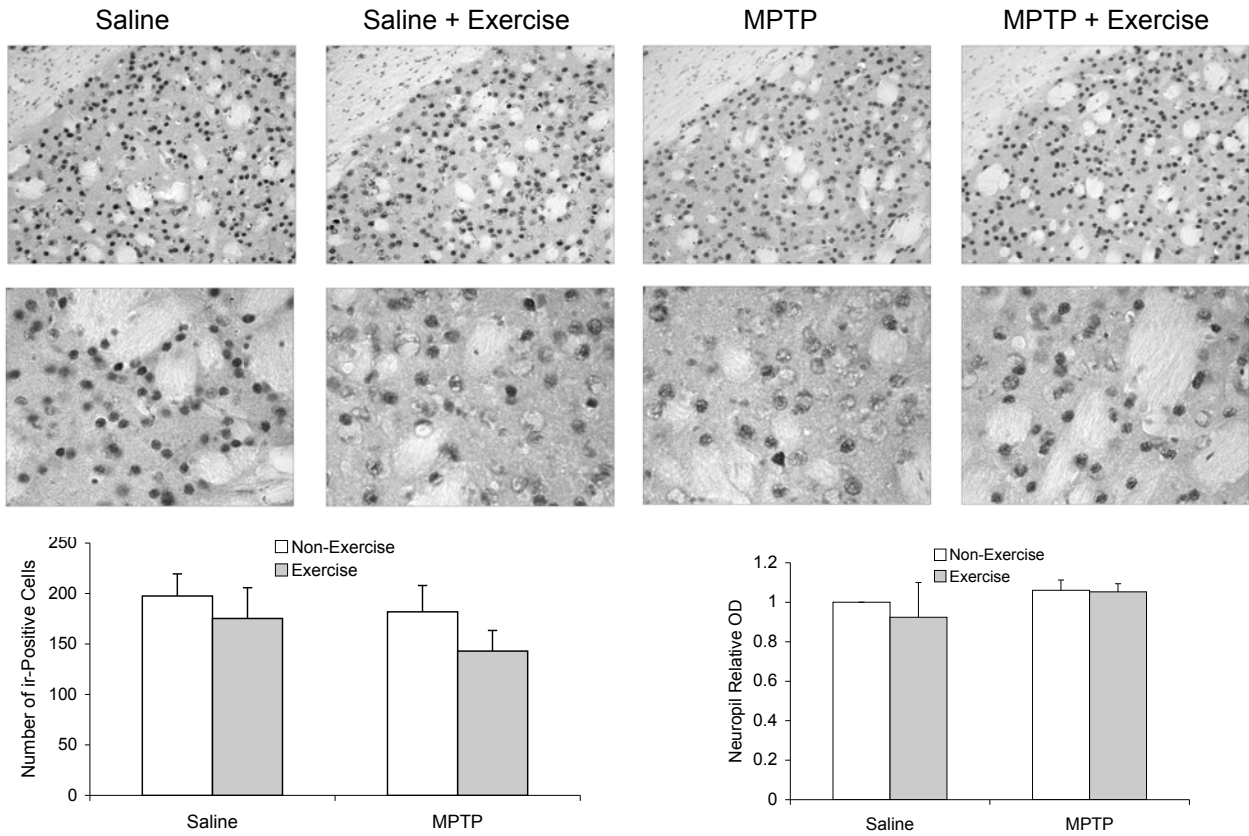 Saline
Saline + Exercise
MPTP
MPTP + Exercise
Number of ir-Positive Cells
250
200
150
100
50
0
Non-Exercise
Exercise
Saline
MPTP
Neuropil Relative OD
1.2
1
0.8
0.6
0.4
0.2
0
Non-Exercise
Exercise
Saline
MPTP